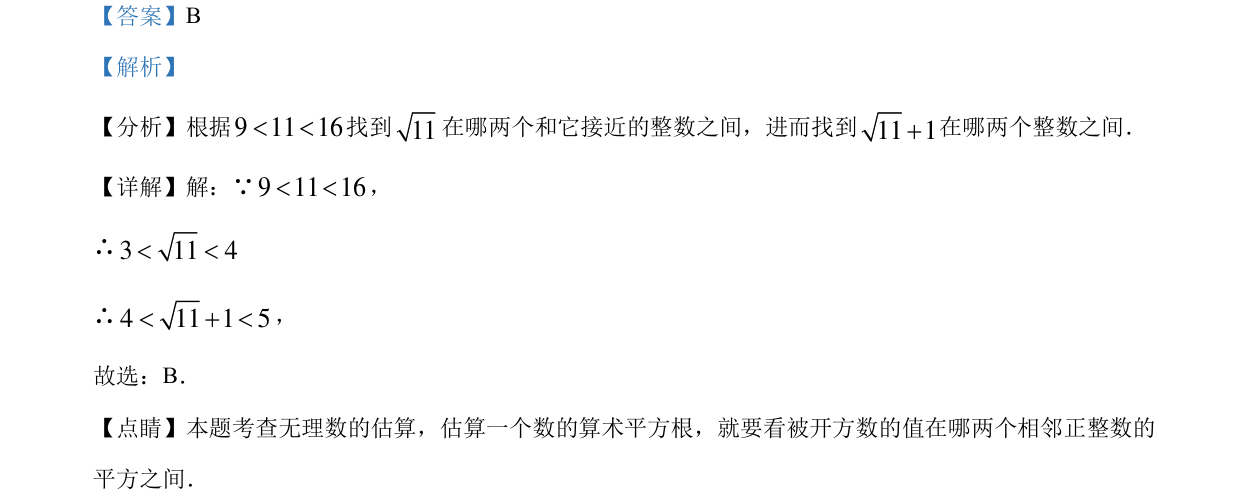 【答案】B
【解析】
【分析】根据9<11<16找到√11在哪两个和它接近的整数之间，进而找到√11+1在哪两个整数之间．
【详解】解：∵9<11<16，
∴3<√11<4
∴4<√11+1<5，
故选：B．
【点睛】本题考查无理数的估算，估算一个数的算术平方根，就要看被开方数的值在哪两个相邻正整数的
平方之间．